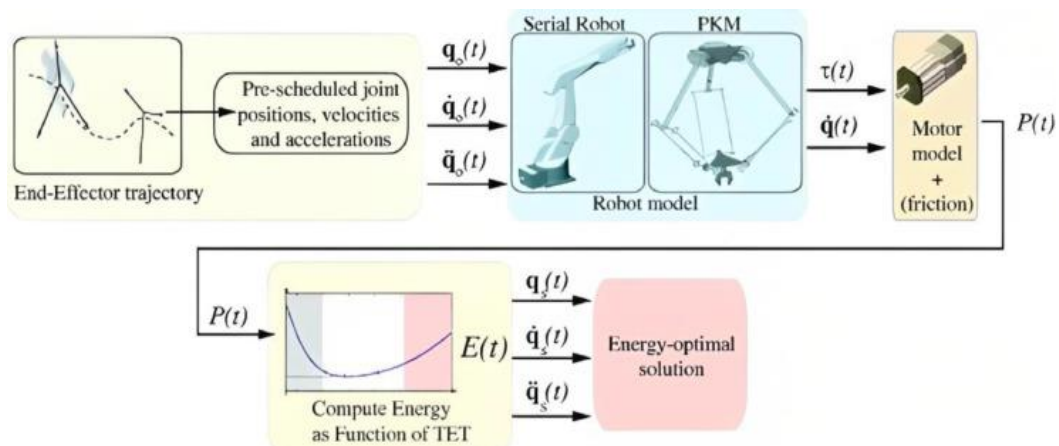 Serial Robot
PKM
q₀(t)
q̇₀(t)
q̈₀(t)
Pre-scheduled joint
positions, velocities
and accelerations
End-Effector trajectory
Robot model
τ(t)
q̇(t)
Motor
model
+
(friction)
P(t)
P(t)
E(t)
Compute Energy
as Function of TET
qₛ(t)
q̇ₛ(t)
q̈ₛ(t)
Energy-optimal
solution